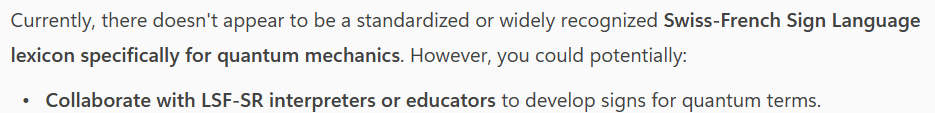 Currently, there doesn't appear to be a standardized or widely recognized Swiss-French Sign Language
lexicon specifically for quantum mechanics. However, you could potentially:
• Collaborate with LSF-SR interpreters or educators to develop signs for quantum terms.